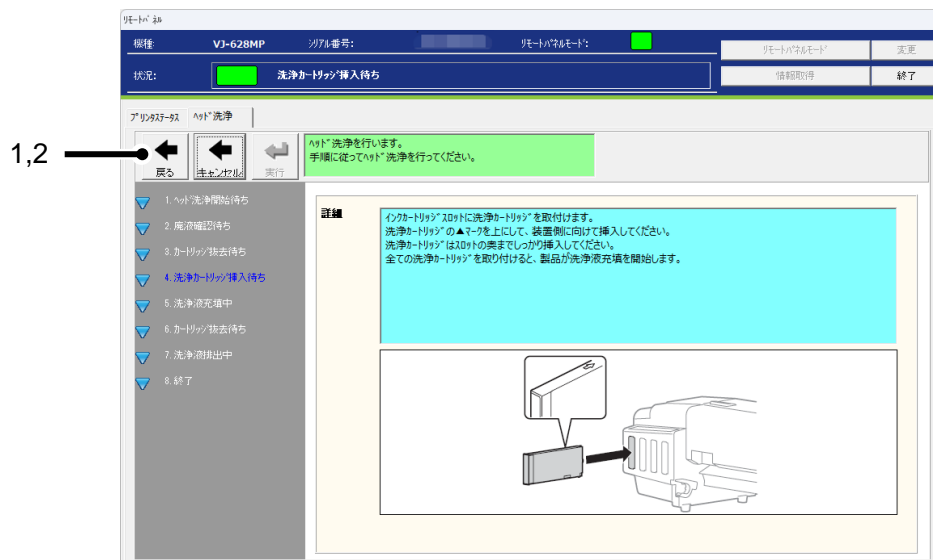 リモートパネル
機種: VJ-628MP シリアル番号: リモートパネルモード: リモートパネルモード 変更
状況: 洗浄カートリッジ挿入待ち 情報取得 終了
プリンタステータス ヘッド洗浄
1,2
戻る キャンセル 実行
ヘッド洗浄を行います。
手順に従ってヘッド洗浄を行ってください。
1. ヘッド洗浄開始待ち
2. 廃液確認待ち
3. カートリッジ抜去待ち
4. 洗浄カートリッジ挿入待ち
5. 洗浄液充填中
6. カートリッジ抜去待ち
7. 洗浄液排出中
8. 終了
詳細
インクカートリッジスロットに洗浄カートリッジを取付けます。
洗浄カートリッジの▲マークを上にして、装置側に向けて挿入してください。
洗浄カートリッジはスロットの奥までしっかり挿入してください。
全ての洗浄カートリッジを取り付けると、製品が洗浄液充填を開始します。